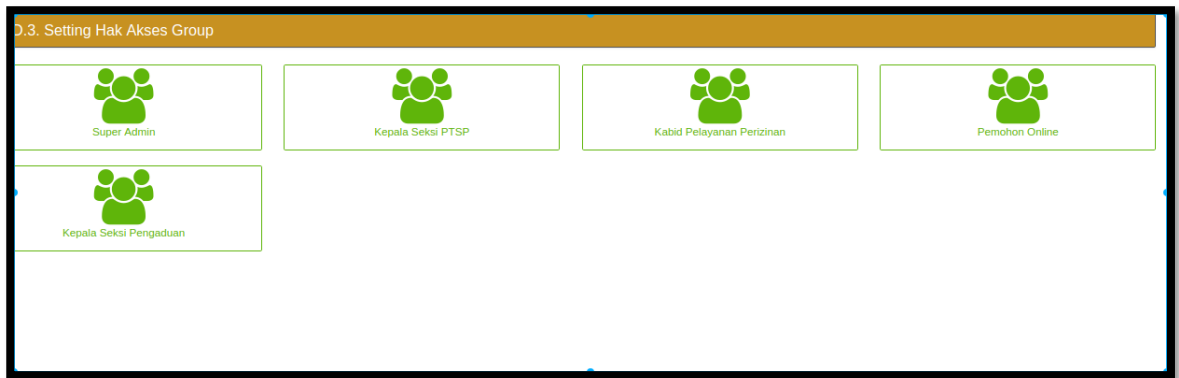 D.3. Setting Hak Akses Group
Super Admin
Kepala Seksi PTSP
Kabid Pelayanan Perizinan
Pemohon Online
Kepala Seksi Pengaduan